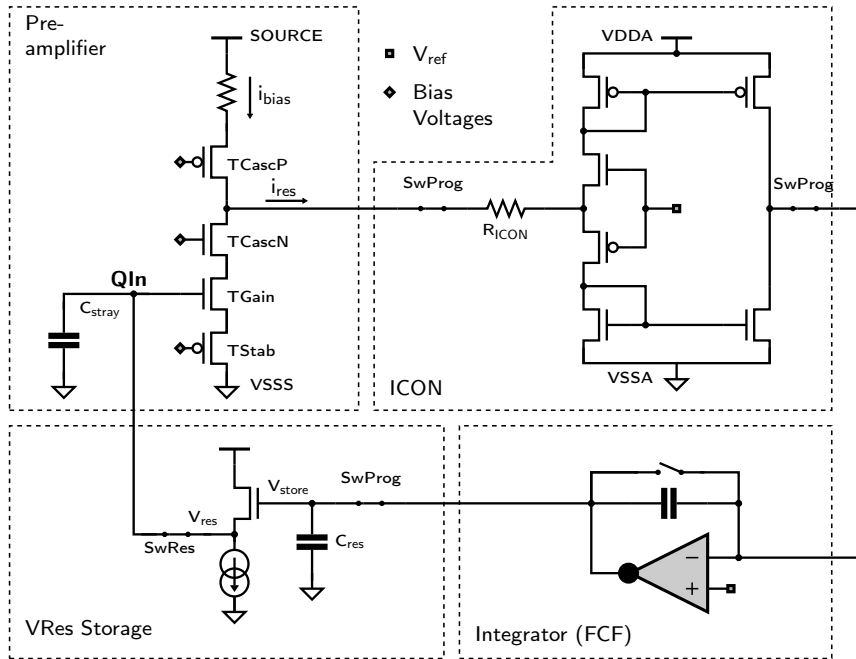 Pre-
amplifier
SOURCE
i_bias
TCascP
i_res
TCascN
QIn
C_stray
TGain
TStab
VSSS
V_ref
Bias
Voltages
VDDA
SwProg
R_ICON
SwProg
VSSA
ICON
V_store
SwProg
V_res
SwRes
C_res
VRes Storage
−
+
Integrator (FCF)